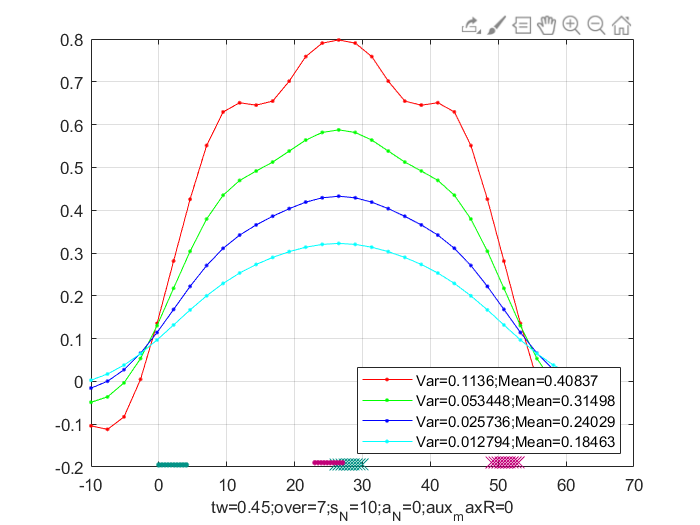 0.8
0.7
0.6
0.5
0.4
0.3
0.2
0.1
0
-0.1
-0.2
Var=0.1136;Mean=0.40837
Var=0.053448;Mean=0.31498
Var=0.025736;Mean=0.24029
Var=0.012794;Mean=0.18463
-10 0 10 20 30 40 50 60 70
tw=0.45;over=7;s_N=10;a_N=0;aux_maxR=0